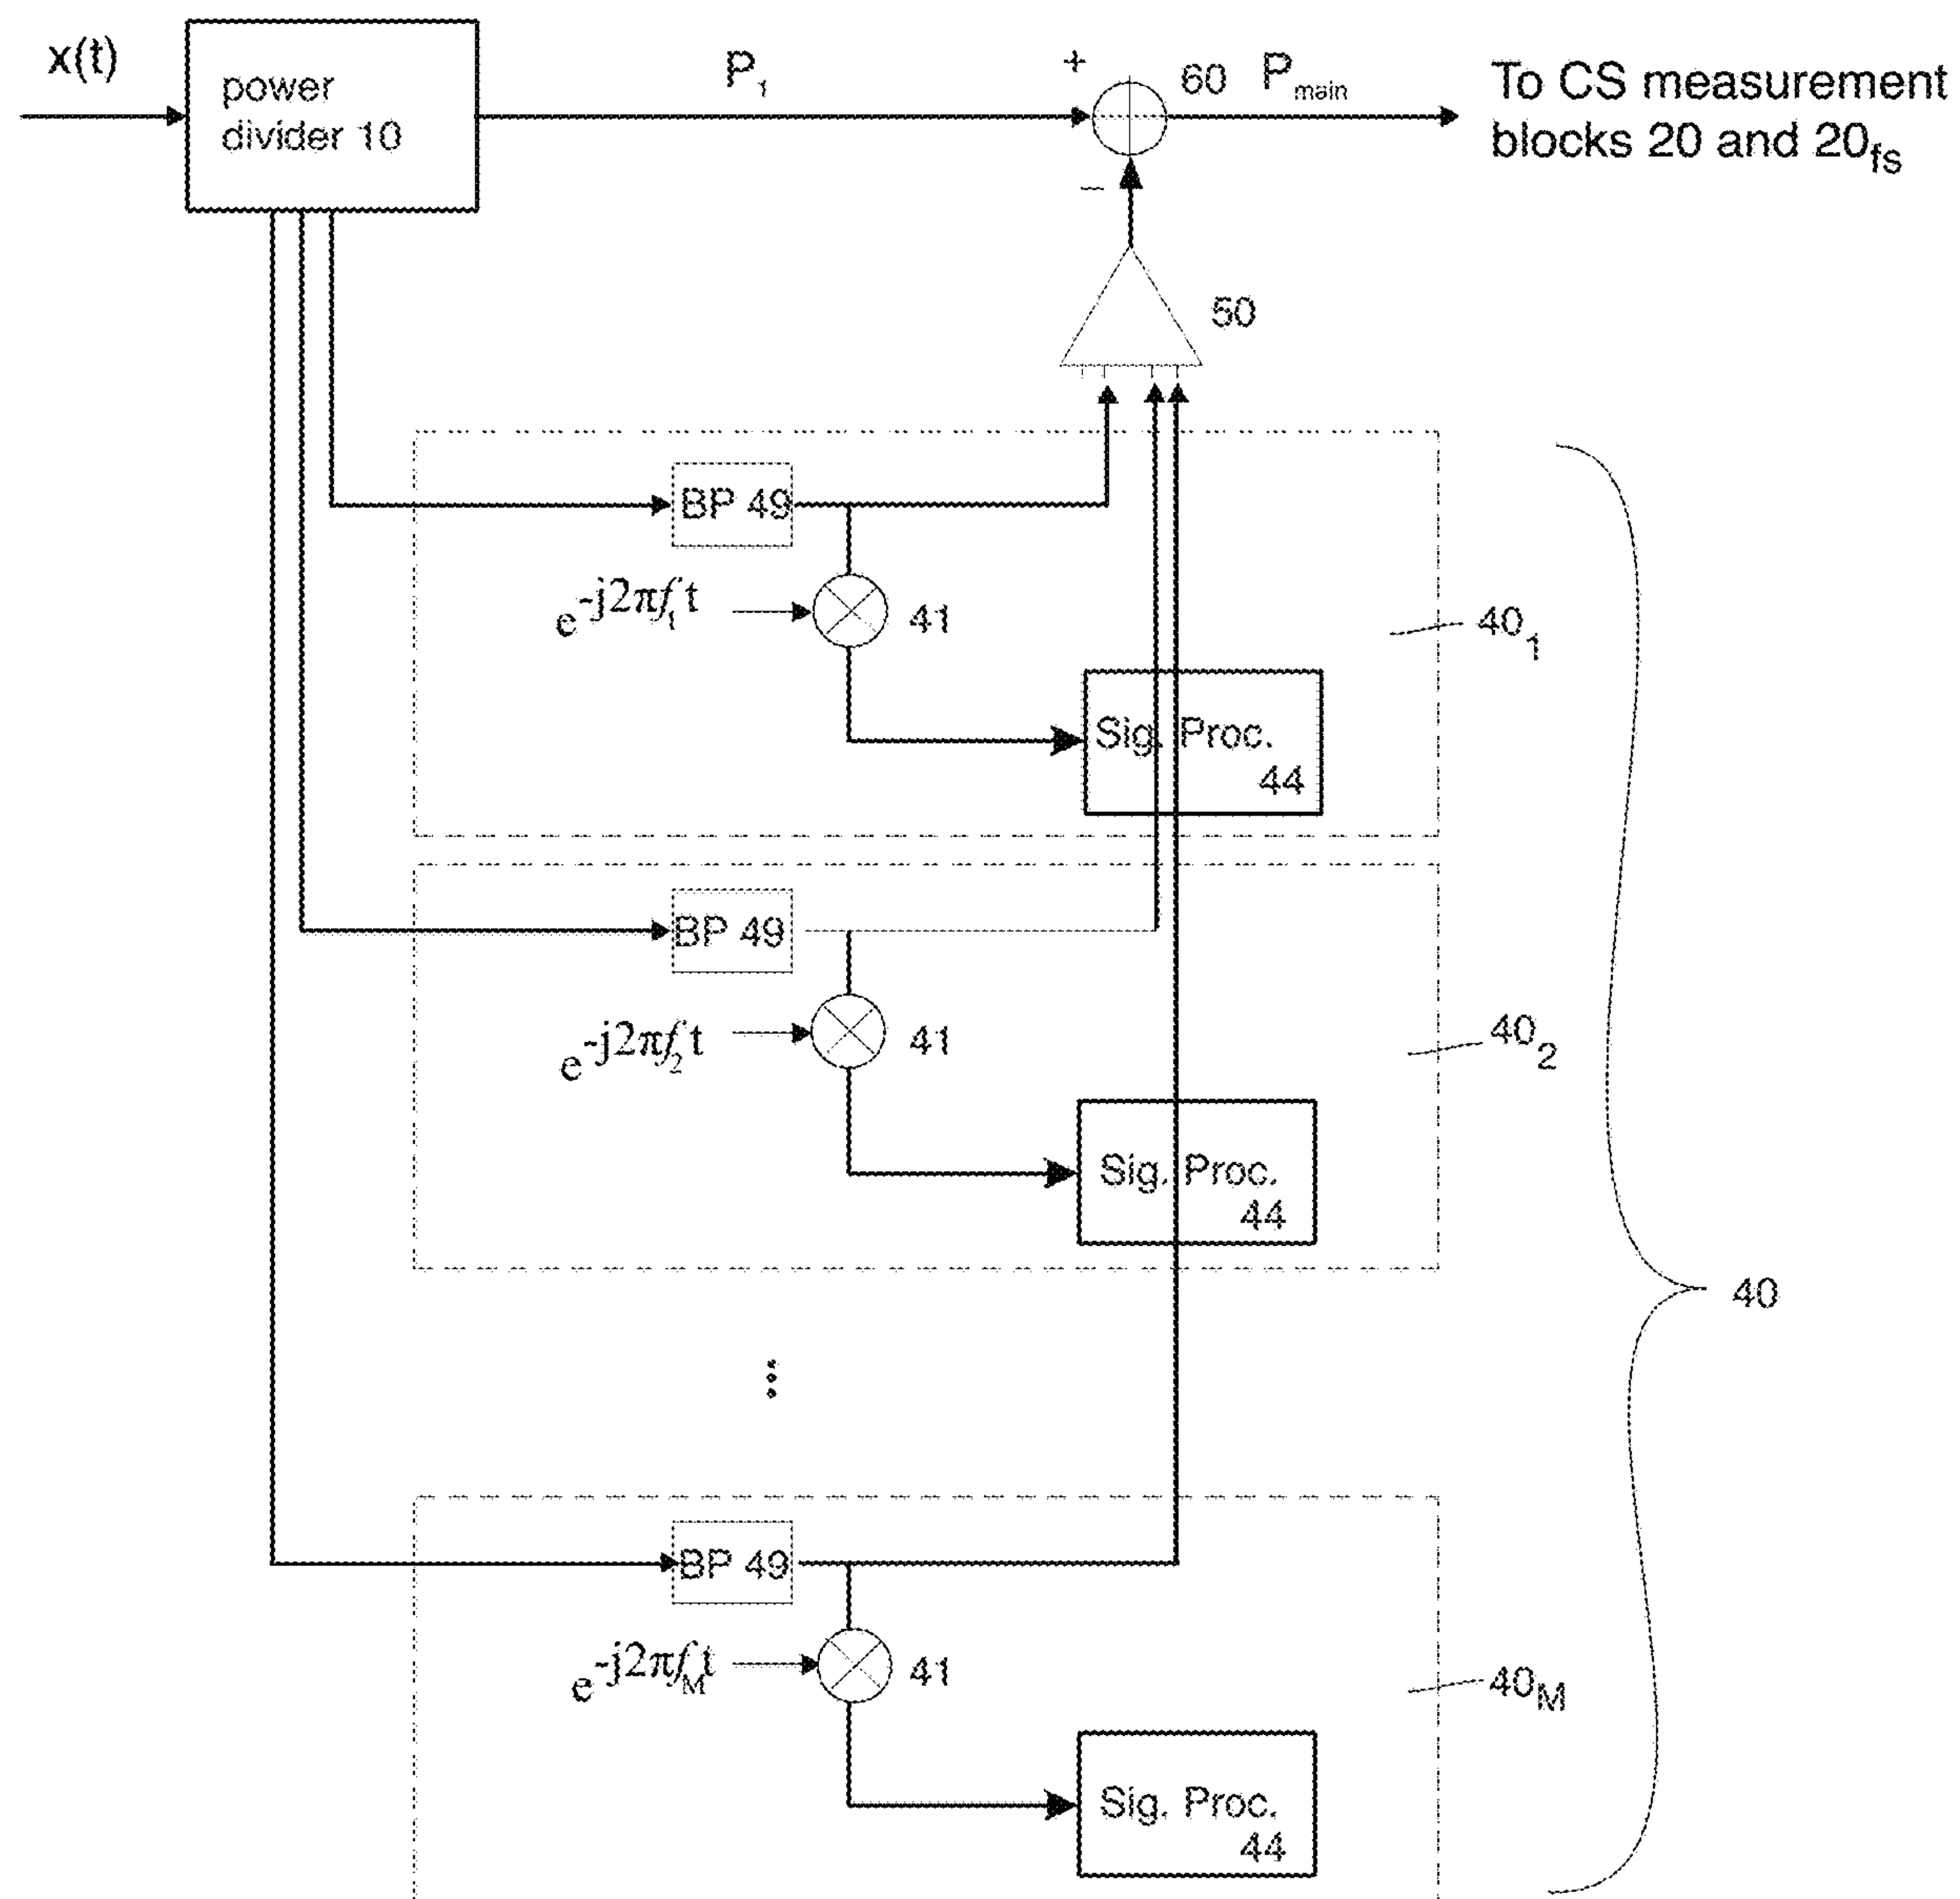 x(t)
power
divider 10
P₁
+
60
Pmain
To CS measurement
blocks 20 and 20fs
−
50
BP 49
e-j2πf₁t
41
40₁
Sig. Proc.
44
BP 49
e-j2πf₂t
41
40₂
Sig. Proc.
44
40
BP 49
e-j2πfMt
41
40M
Sig. Proc.
44